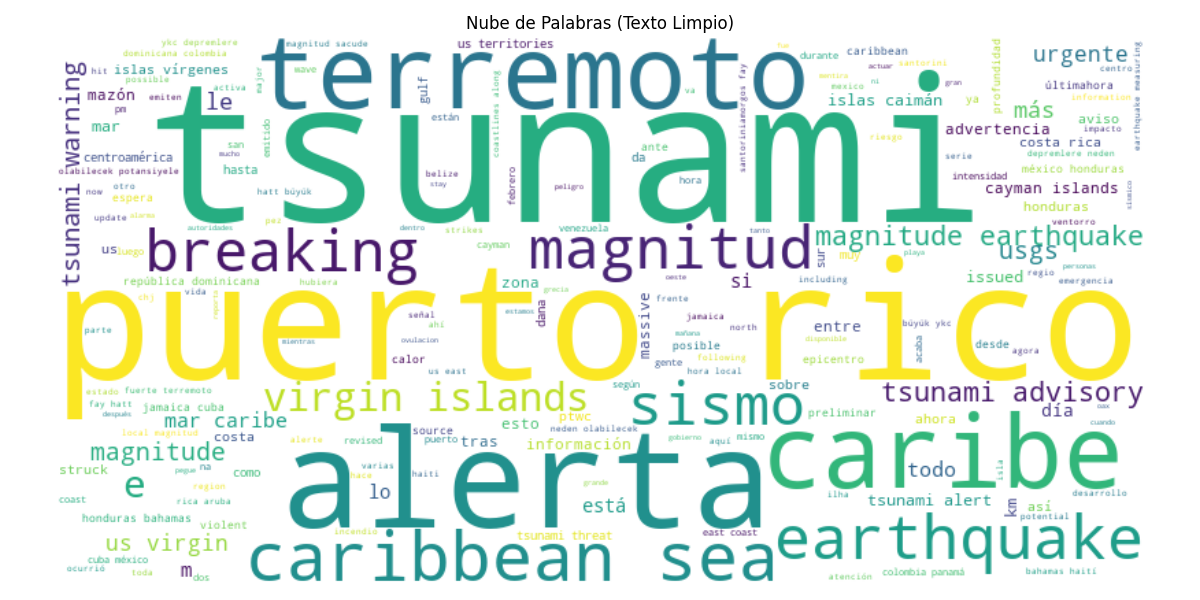 Nube de Palabras (Texto Limpio)
ykc depremlere
magnitud sacude
us territories
dominicana colombia
terremoto
caribbean
urgente
hit
islas vírgenes
wave
major
gulf
durante
santorini
centro
possible
activa
coastlines along
va
mexico
ni
actuar
gran
profundidad
últimahora
earthquake measuring
tsunami warning
mazón
le
tsunami
islas caimán
ya
más
information
pm
emiten
mar
san
emitido
están
ante
da
riesgo
advertencia
aviso
impacto
serie
costa rica
centroamérica
mucho
hasta
belize
stay
hora
santoriniamorgos fay
depremlere neden
olabilecek potansiyele
intensidad
méxico honduras
now
otro
espera
hatt büyük
febrero
peligro
cayman islands
sísmico
honduras
update
alarma
pez
autoridades
dentro
strikes
venezuela
tanto
ventorro
us
luego
breaking
magnitud
cayman
sur
muy
magnitude earthquake
usgs
playa
personas
república dominicana
hubiera
zona
grecia
si
oeste
including
issued
regio
emergencia
chj
vida
reporta
señal
estamos
dana
massive
frente
puerto rico
parte
mientras
ahí
ovulacion
jamaica
north
mañana
entre
disponible
büyük ykc
acaba
desde
agora
calor
us east
posible
gente
hora local
following
epicentro
estado
fuerte terremoto
virgin islands
según
sismo
sobre
tsunami advisory
fay hatt
después
jamaica cuba
mar caribe
esto
ptwc
preliminar
ahora
día
oax
cuando
local magnitud
costa
alerte
revised
source
puerto
tras
neden olabilecek
información
gobierno
aquí
mismo
caribe
magnitude
struck
na
pegue
como
varias
hace
haiti
alerta
todo
isla
region
e
coast
rica aruba
lo
grande
está
ilha
tsunami alert
km
así
desarrollo
potential
honduras bahamas
violent
incendio
tsunami threat
east coast
earthquake
us virgin
caribbean sea
cuba méxico
ocurrió
toda
m
dos
atención
colombia panamá
bahamas haití